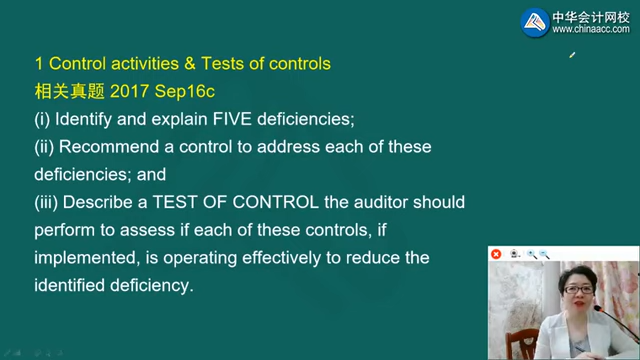 中华会计网校
www.chinaacc.com
1 Control activities & Tests of controls
相关真题 2017 Sep16c
(i) Identify and explain FIVE deficiencies;
(ii) Recommend a control to address each of these
deficiencies; and
(iii) Describe a TEST OF CONTROL the auditor should
perform to assess if each of these controls, if
implemented, is operating effectively to reduce the
identified deficiency.